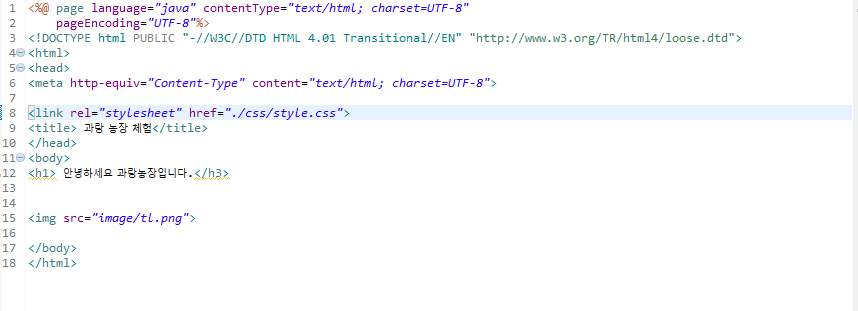 1 <%@ page language="java" contentType="text/html; charset=UTF-8"
2 pageEncoding="UTF-8"%>
3 <!DOCTYPE html PUBLIC "-//W3C//DTD HTML 4.01 Transitional//EN" "http://www.w3.org/TR/html4/loose.dtd">
4 <html>
5 <head>
6 <meta http-equiv="Content-Type" content="text/html; charset=UTF-8">
7
8 <link rel="stylesheet" href="./css/style.css">
9 <title> 과랑 농장 체험</title>
10 </head>
11 <body>
12 <h1> 안녕하세요 과랑농장입니다.</h3>
13
14
15 <img src="image/tl.png">
16
17 </body>
18 </html>